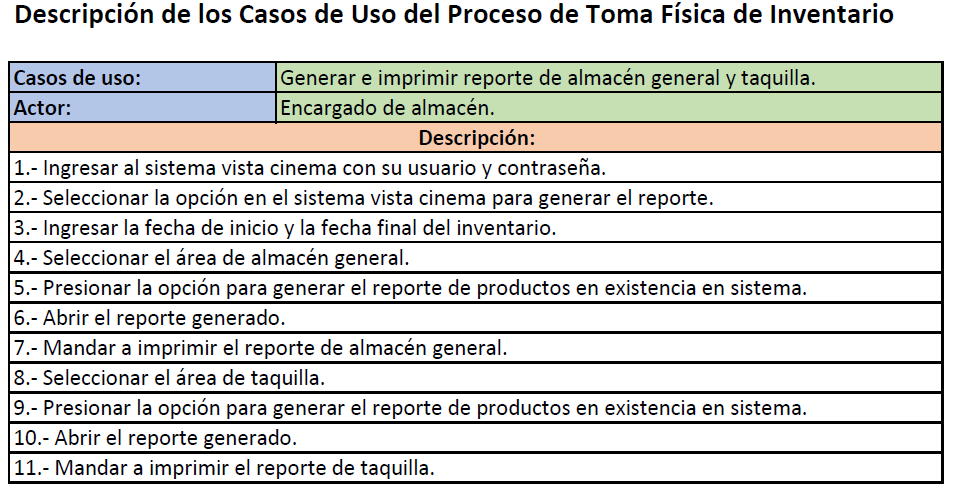 Descripción de los Casos de Uso del Proceso de Toma Física de Inventario
Casos de uso: Generar e imprimir reporte de almacén general y taquilla.
Actor: Encargado de almacén.
Descripción:
1.- Ingresar al sistema vista cinema con su usuario y contraseña.
2.- Seleccionar la opción en el sistema vista cinema para generar el reporte.
3.- Ingresar la fecha de inicio y la fecha final del inventario.
4.- Seleccionar el área de almacén general.
5.- Presionar la opción para generar el reporte de productos en existencia en sistema.
6.- Abrir el reporte generado.
7.- Mandar a imprimir el reporte de almacén general.
8.- Seleccionar el área de taquilla.
9.- Presionar la opción para generar el reporte de productos en existencia en sistema.
10.- Abrir el reporte generado.
11.- Mandar a imprimir el reporte de taquilla.